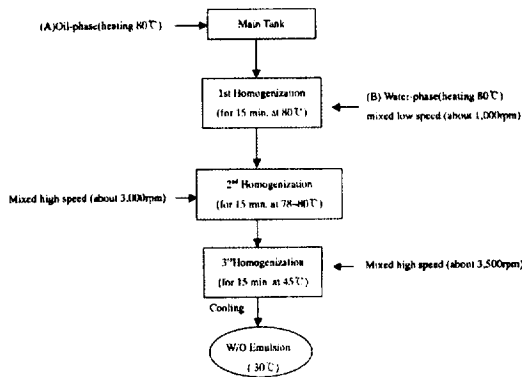 (A)Oil-phase(heating 80℃)
Main Tank
1st Homogenization
(for 15 min. at 80℃)
(B) Water-phase(heating 80℃)
mixed low speed (about 1,000rpm)
Mixed high speed (about 3,000rpm)
2nd Homogenization
(for 15 min. at 78~80℃)
3rd Homogenization
(for 15 min. at 45℃)
Mixed high speed (about 3,500rpm)
Cooling
W/O Emulsion
( 30℃)